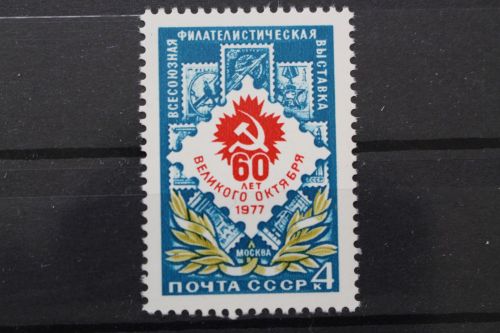 ВСЕСОЮЗНАЯ ФИЛАТЕЛИСТИЧЕСКАЯ ВЫСТАВКА
60
ЛЕТ
ВЕЛИКОГО ОКТЯБРЯ
1977
МОСКВА
ПОЧТА СССР 4
К